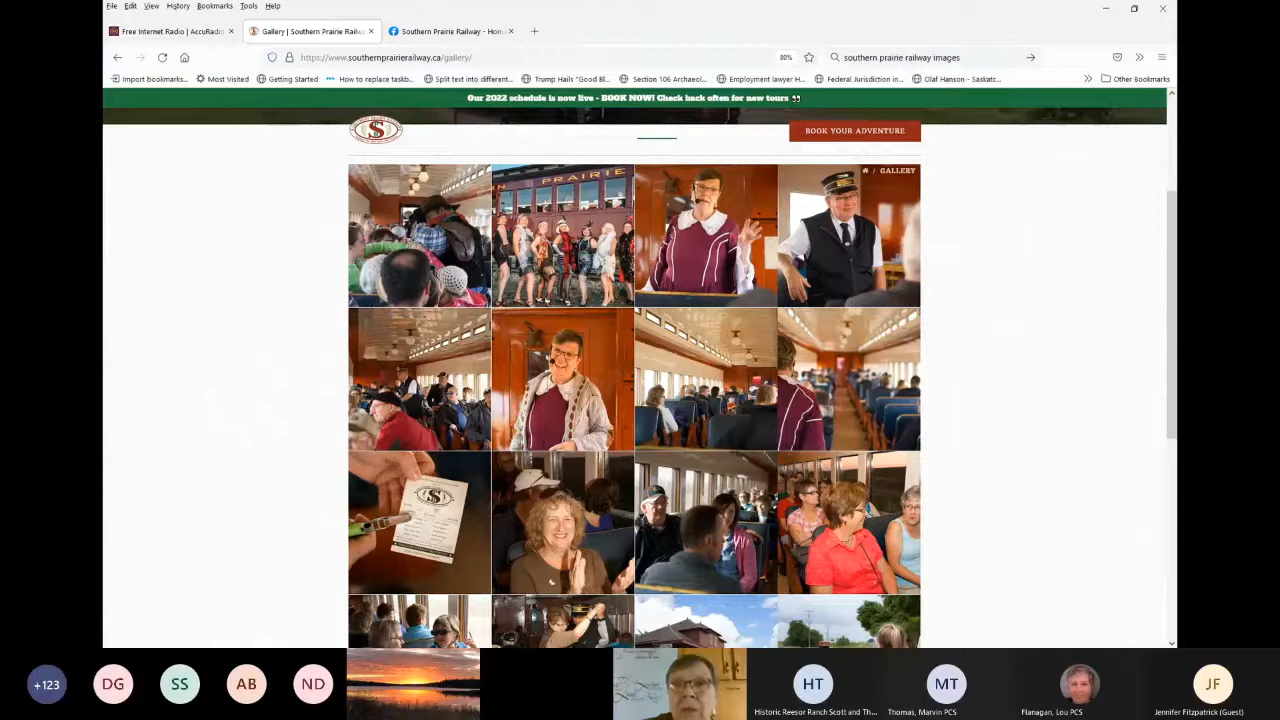 File Edit View History Bookmarks Tools Help
Free Internet Radio | AccuRadio
Gallery | Southern Prairie Railwa
Southern Prairie Railway - Hom
https://www.southernprairierailway.ca/gallery/
80%
southern prairie railway images
Import bookmarks... Most Visited Getting Started How to replace taskb... Split text into different... Trump Hails "Good Bl... Section 106 Archaeol... Employment lawyer H... Federal Jurisdiction in... Olaf Hanson - Saskatc... Other Bookmarks
Our 2022 schedule is now live - BOOK NOW! Check back often for new tours
S
BOOK YOUR ADVENTURE
/ GALLERY
PRAIRIE
S
+123 DG SS AB ND HT MT JF
Historic Reesor Ranch Scott and Th...
Thomas, Marvin PCS
Flanagan, Lou PCS
Jennifer Fitzpatrick (Guest)